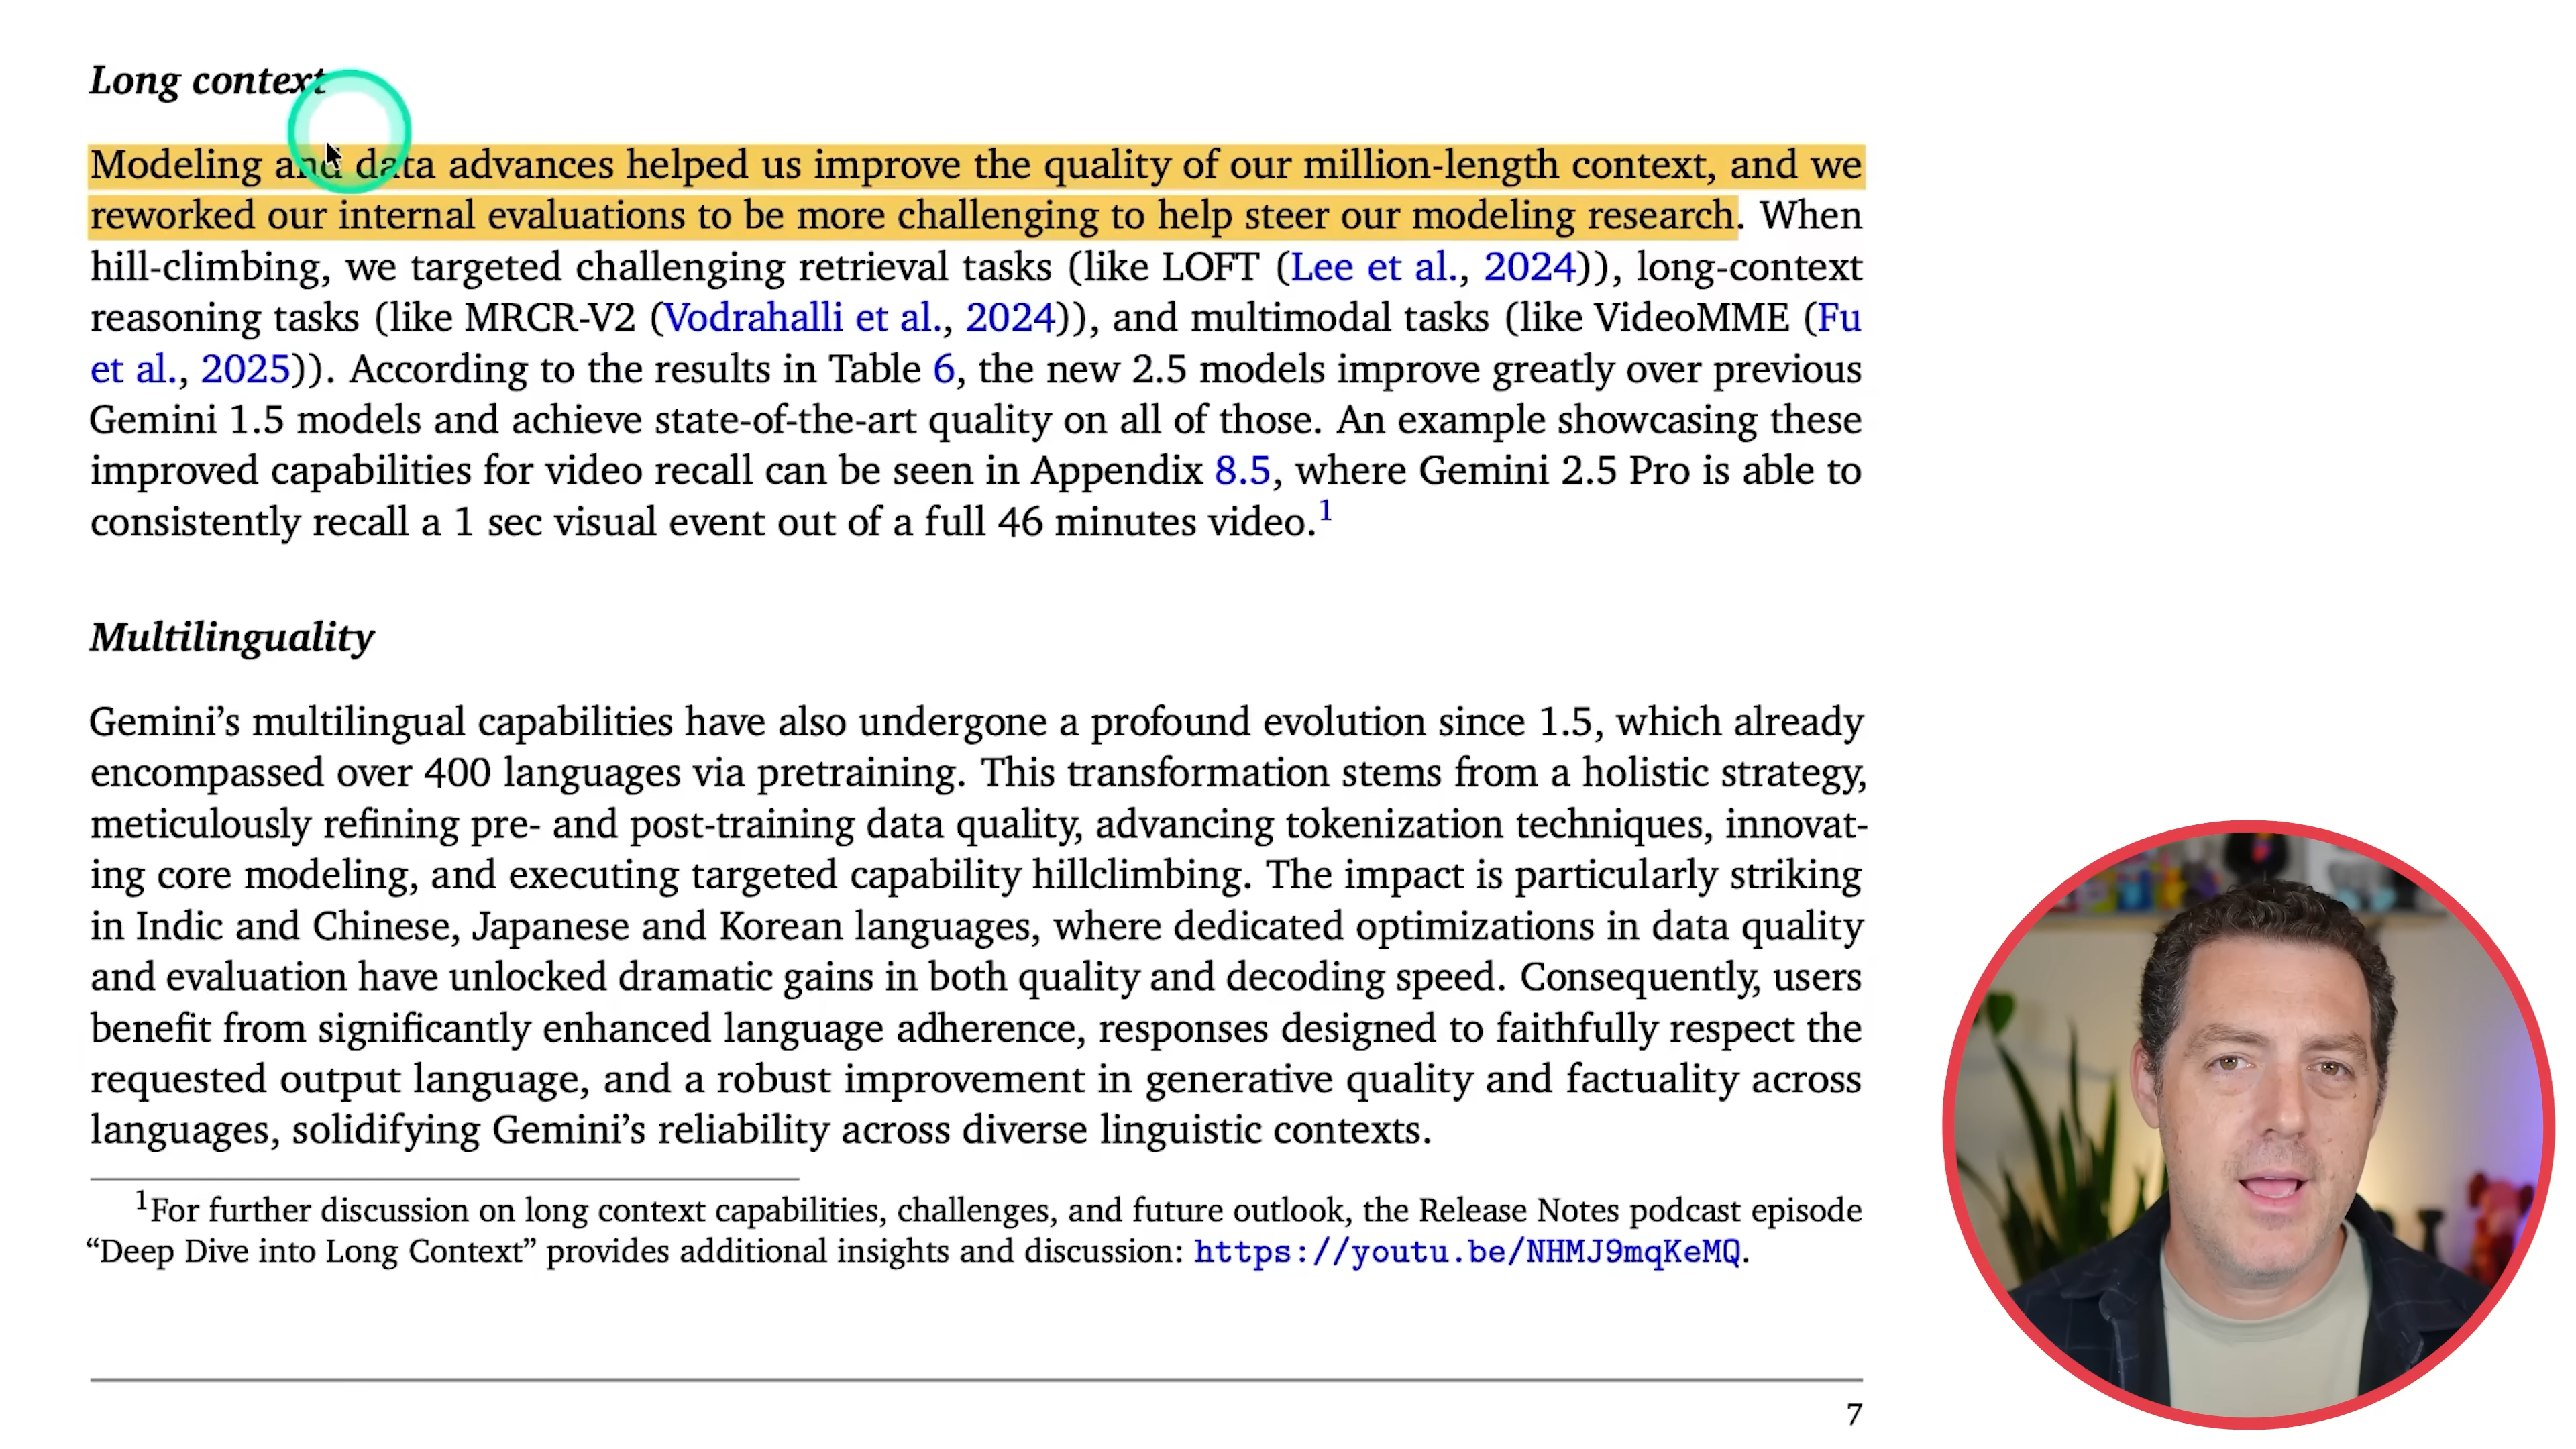 Long context
Modeling and data advances helped us improve the quality of our million-length context, and we
reworked our internal evaluations to be more challenging to help steer our modeling research. When
hill-climbing, we targeted challenging retrieval tasks (like LOFT (Lee et al., 2024)), long-context
reasoning tasks (like MRCR-V2 (Vodrahalli et al., 2024)), and multimodal tasks (like VideoMME (Fu
et al., 2025)). According to the results in Table 6, the new 2.5 models improve greatly over previous
Gemini 1.5 models and achieve state-of-the-art quality on all of those. An example showcasing these
improved capabilities for video recall can be seen in Appendix 8.5, where Gemini 2.5 Pro is able to
consistently recall a 1 sec visual event out of a full 46 minutes video.1
Multilinguality
Gemini’s multilingual capabilities have also undergone a profound evolution since 1.5, which already
encompassed over 400 languages via pretraining. This transformation stems from a holistic strategy,
meticulously refining pre- and post-training data quality, advancing tokenization techniques, innovat-
ing core modeling, and executing targeted capability hillclimbing. The impact is particularly striking
in Indic and Chinese, Japanese and Korean languages, where dedicated optimizations in data quality
and evaluation have unlocked dramatic gains in both quality and decoding speed. Consequently, users
benefit from significantly enhanced language adherence, responses designed to faithfully respect the
requested output language, and a robust improvement in generative quality and factuality across
languages, solidifying Gemini’s reliability across diverse linguistic contexts.
1For further discussion on long context capabilities, challenges, and future outlook, the Release Notes podcast episode
“Deep Dive into Long Context” provides additional insights and discussion: https://youtu.be/NHMJ9mqKeMQ.
7